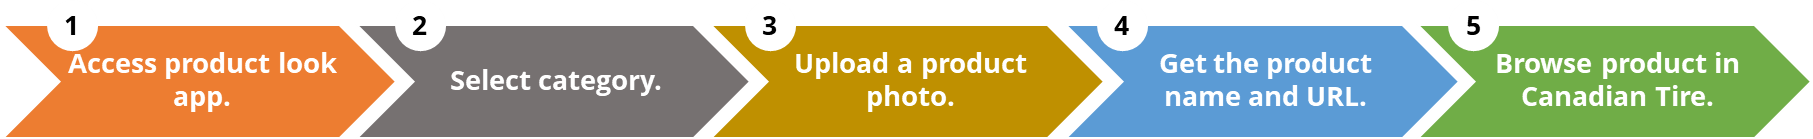 1
Access product look
app.
2
Select category.
3
Upload a product
photo.
4
Get the product
name and URL.
5
Browse product in
Canadian Tire.